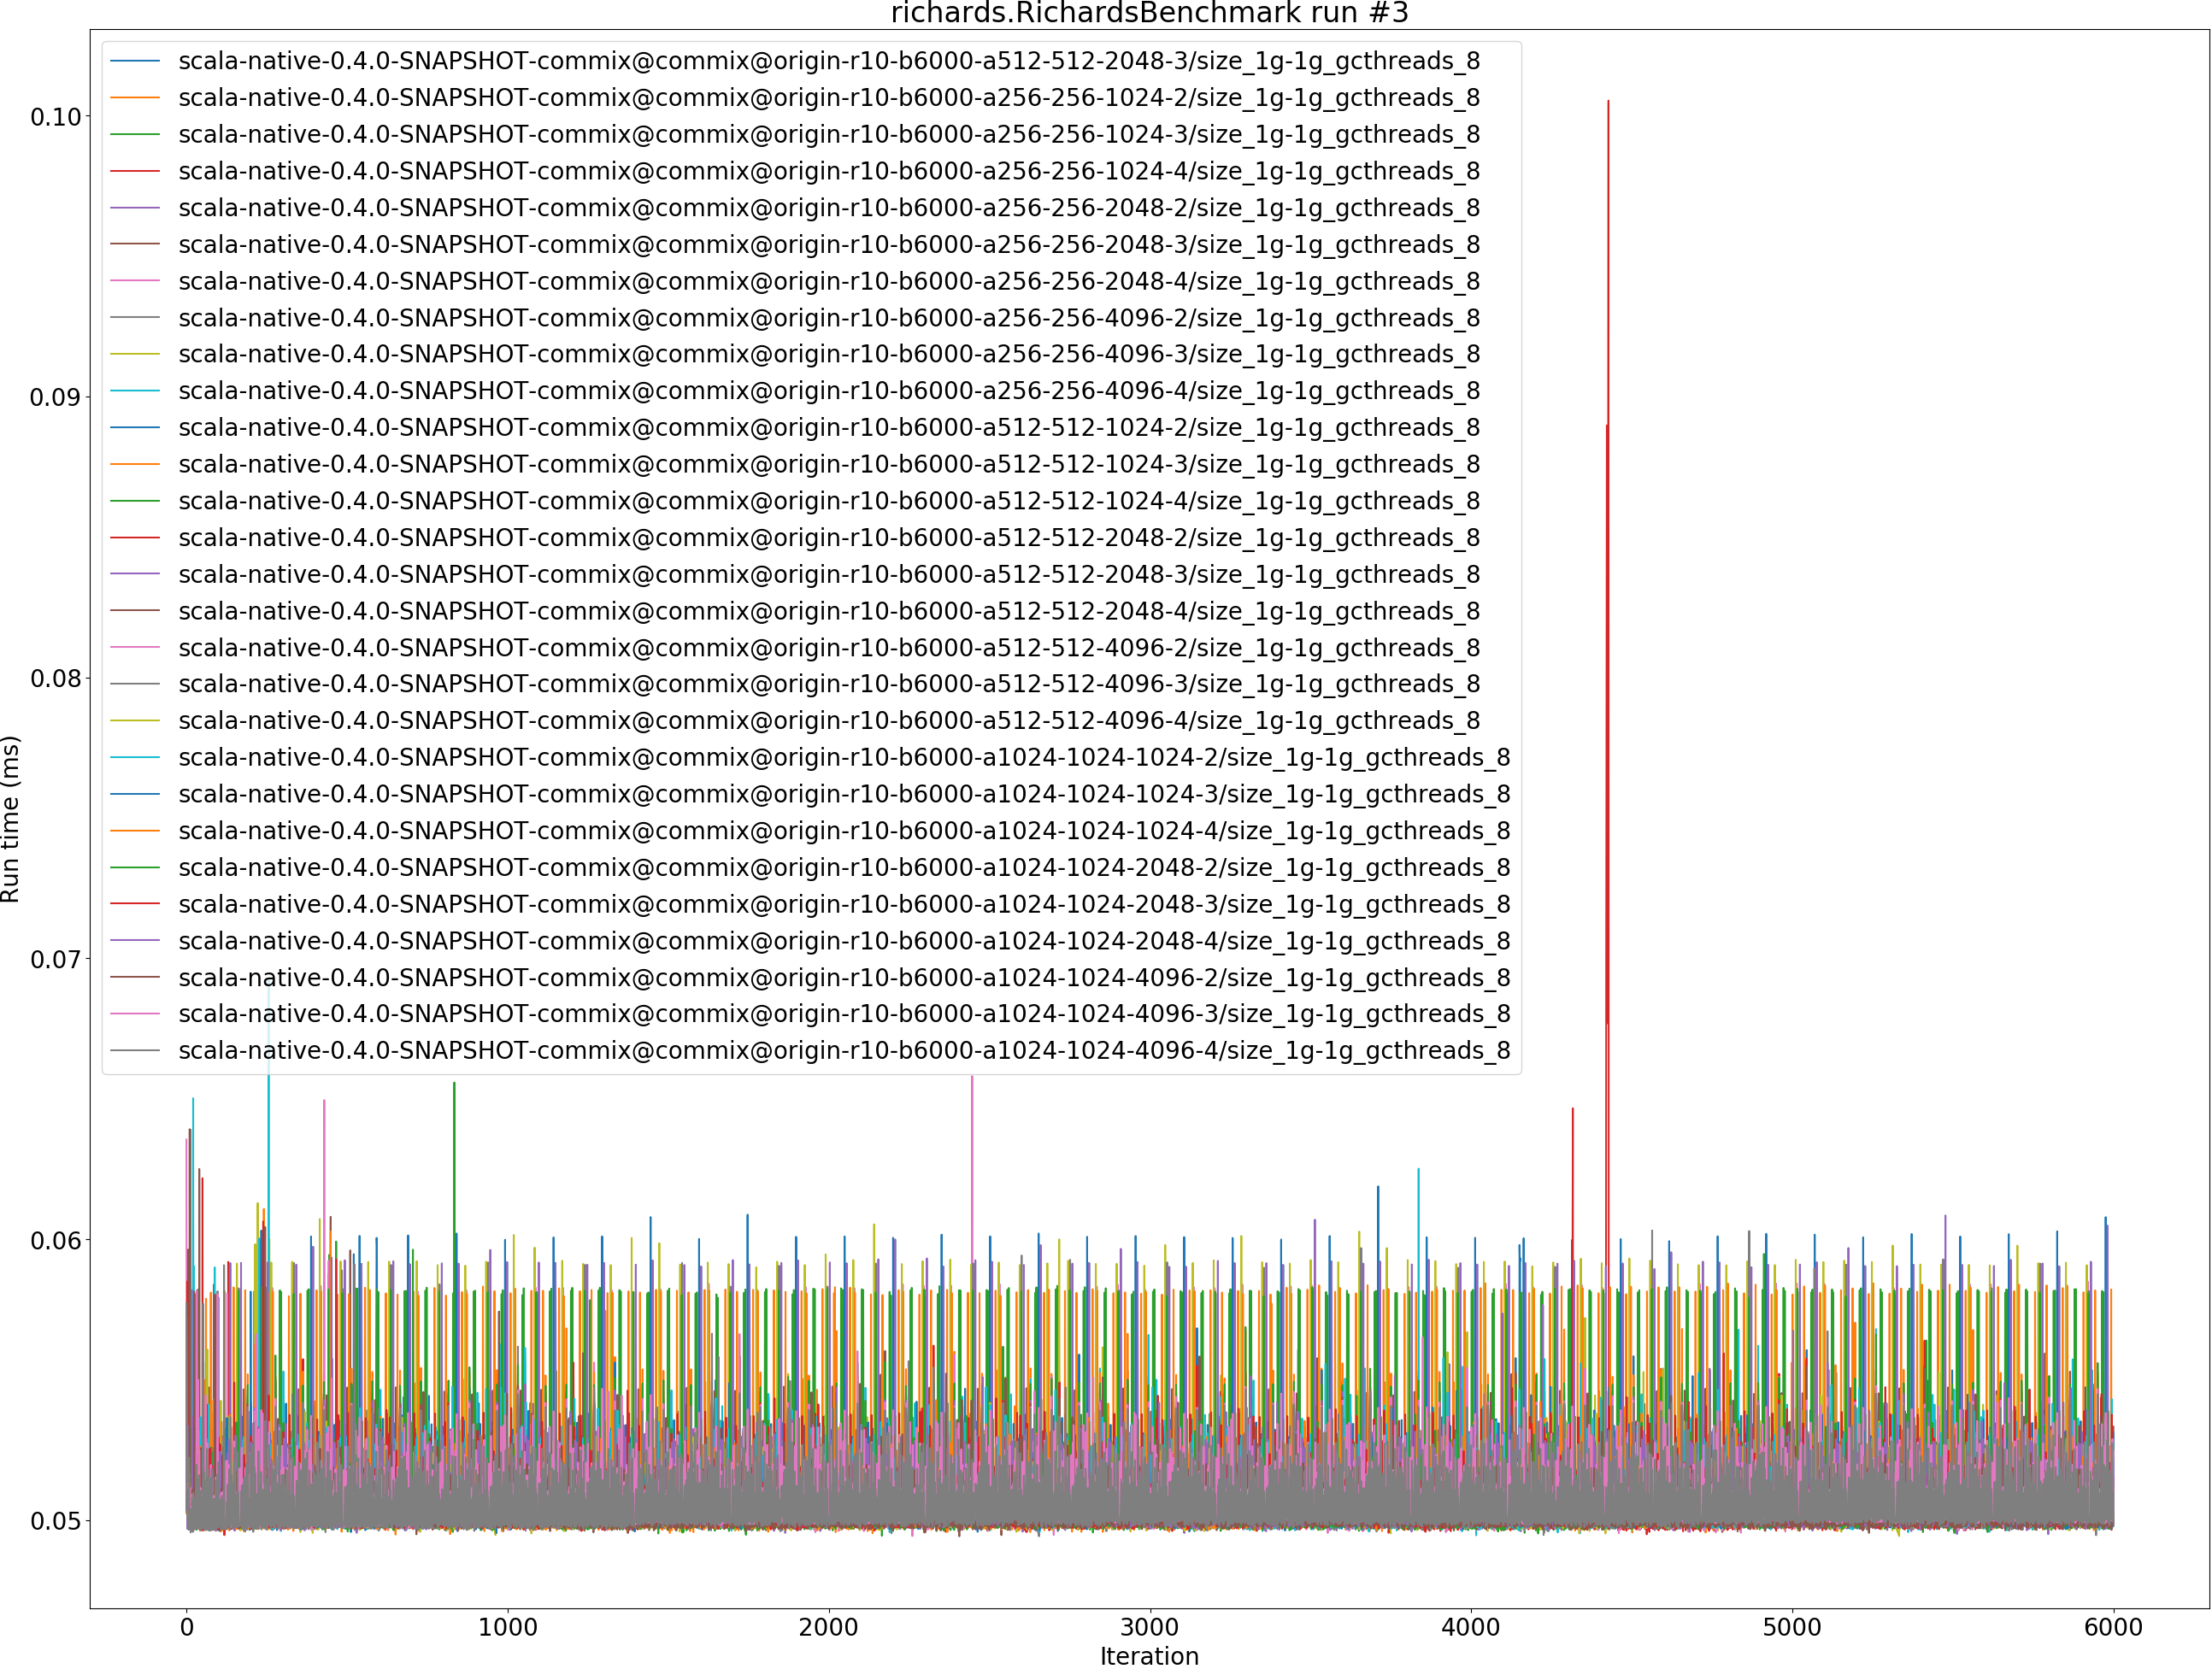 richards.RichardsBenchmark run #3
scala-native-0.4.0-SNAPSHOT-commix@commix@origin-r10-b6000-a512-512-2048-3/size_1g-1g_gcthreads_8
scala-native-0.4.0-SNAPSHOT-commix@commix@origin-r10-b6000-a256-256-1024-2/size_1g-1g_gcthreads_8
scala-native-0.4.0-SNAPSHOT-commix@commix@origin-r10-b6000-a256-256-1024-3/size_1g-1g_gcthreads_8
scala-native-0.4.0-SNAPSHOT-commix@commix@origin-r10-b6000-a256-256-1024-4/size_1g-1g_gcthreads_8
scala-native-0.4.0-SNAPSHOT-commix@commix@origin-r10-b6000-a256-256-2048-2/size_1g-1g_gcthreads_8
scala-native-0.4.0-SNAPSHOT-commix@commix@origin-r10-b6000-a256-256-2048-3/size_1g-1g_gcthreads_8
scala-native-0.4.0-SNAPSHOT-commix@commix@origin-r10-b6000-a256-256-2048-4/size_1g-1g_gcthreads_8
scala-native-0.4.0-SNAPSHOT-commix@commix@origin-r10-b6000-a256-256-4096-2/size_1g-1g_gcthreads_8
scala-native-0.4.0-SNAPSHOT-commix@commix@origin-r10-b6000-a256-256-4096-3/size_1g-1g_gcthreads_8
scala-native-0.4.0-SNAPSHOT-commix@commix@origin-r10-b6000-a256-256-4096-4/size_1g-1g_gcthreads_8
scala-native-0.4.0-SNAPSHOT-commix@commix@origin-r10-b6000-a512-512-1024-2/size_1g-1g_gcthreads_8
scala-native-0.4.0-SNAPSHOT-commix@commix@origin-r10-b6000-a512-512-1024-3/size_1g-1g_gcthreads_8
scala-native-0.4.0-SNAPSHOT-commix@commix@origin-r10-b6000-a512-512-1024-4/size_1g-1g_gcthreads_8
scala-native-0.4.0-SNAPSHOT-commix@commix@origin-r10-b6000-a512-512-2048-2/size_1g-1g_gcthreads_8
scala-native-0.4.0-SNAPSHOT-commix@commix@origin-r10-b6000-a512-512-2048-3/size_1g-1g_gcthreads_8
scala-native-0.4.0-SNAPSHOT-commix@commix@origin-r10-b6000-a512-512-2048-4/size_1g-1g_gcthreads_8
scala-native-0.4.0-SNAPSHOT-commix@commix@origin-r10-b6000-a512-512-4096-2/size_1g-1g_gcthreads_8
scala-native-0.4.0-SNAPSHOT-commix@commix@origin-r10-b6000-a512-512-4096-3/size_1g-1g_gcthreads_8
scala-native-0.4.0-SNAPSHOT-commix@commix@origin-r10-b6000-a512-512-4096-4/size_1g-1g_gcthreads_8
scala-native-0.4.0-SNAPSHOT-commix@commix@origin-r10-b6000-a1024-1024-1024-2/size_1g-1g_gcthreads_8
scala-native-0.4.0-SNAPSHOT-commix@commix@origin-r10-b6000-a1024-1024-1024-3/size_1g-1g_gcthreads_8
scala-native-0.4.0-SNAPSHOT-commix@commix@origin-r10-b6000-a1024-1024-1024-4/size_1g-1g_gcthreads_8
scala-native-0.4.0-SNAPSHOT-commix@commix@origin-r10-b6000-a1024-1024-2048-2/size_1g-1g_gcthreads_8
scala-native-0.4.0-SNAPSHOT-commix@commix@origin-r10-b6000-a1024-1024-2048-3/size_1g-1g_gcthreads_8
scala-native-0.4.0-SNAPSHOT-commix@commix@origin-r10-b6000-a1024-1024-2048-4/size_1g-1g_gcthreads_8
scala-native-0.4.0-SNAPSHOT-commix@commix@origin-r10-b6000-a1024-1024-4096-2/size_1g-1g_gcthreads_8
scala-native-0.4.0-SNAPSHOT-commix@commix@origin-r10-b6000-a1024-1024-4096-3/size_1g-1g_gcthreads_8
scala-native-0.4.0-SNAPSHOT-commix@commix@origin-r10-b6000-a1024-1024-4096-4/size_1g-1g_gcthreads_8
0.10
0.09
0.08
0.07
0.06
0.05
Run time (ms)
0 1000 2000 3000 4000 5000 6000
Iteration